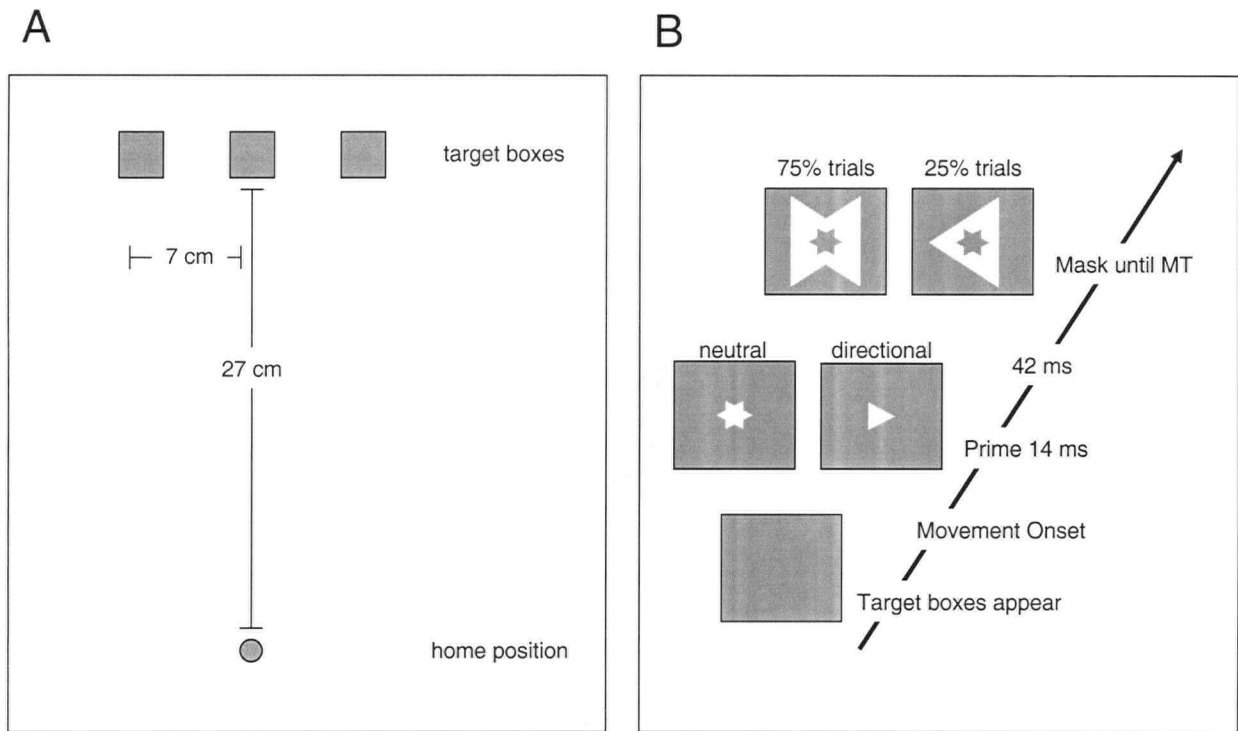 A
target boxes
7 cm
27 cm
home position
B
75% trials
25% trials
Mask until MT
neutral
directional
42 ms
Prime 14 ms
Movement Onset
Target boxes appear